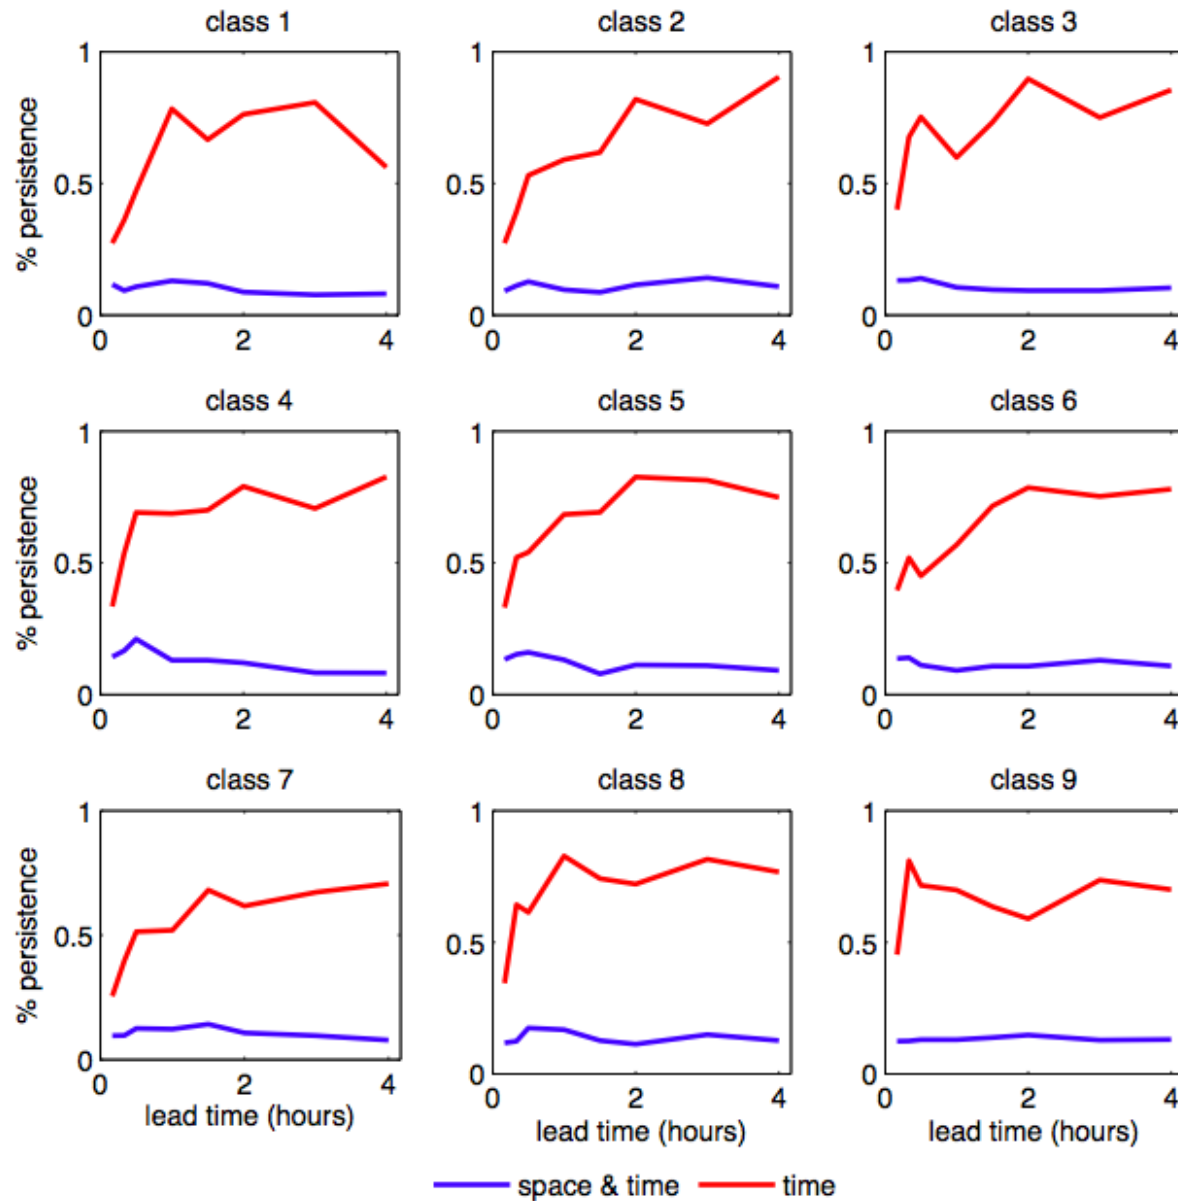 class 1 class 2 class 3
1 1 1
% persistence
0.5 0.5 0.5
0 0 0
0 2 4 0 2 4 0 2 4
class 4 class 5 class 6
1 1 1
% persistence
0.5 0.5 0.5
0 0 0
0 2 4 0 2 4 0 2 4
class 7 class 8 class 9
1 1 1
% persistence
0.5 0.5 0.5
0 0 0
0 2 4 0 2 4 0 2 4
lead time (hours) lead time (hours) lead time (hours)
space & time time